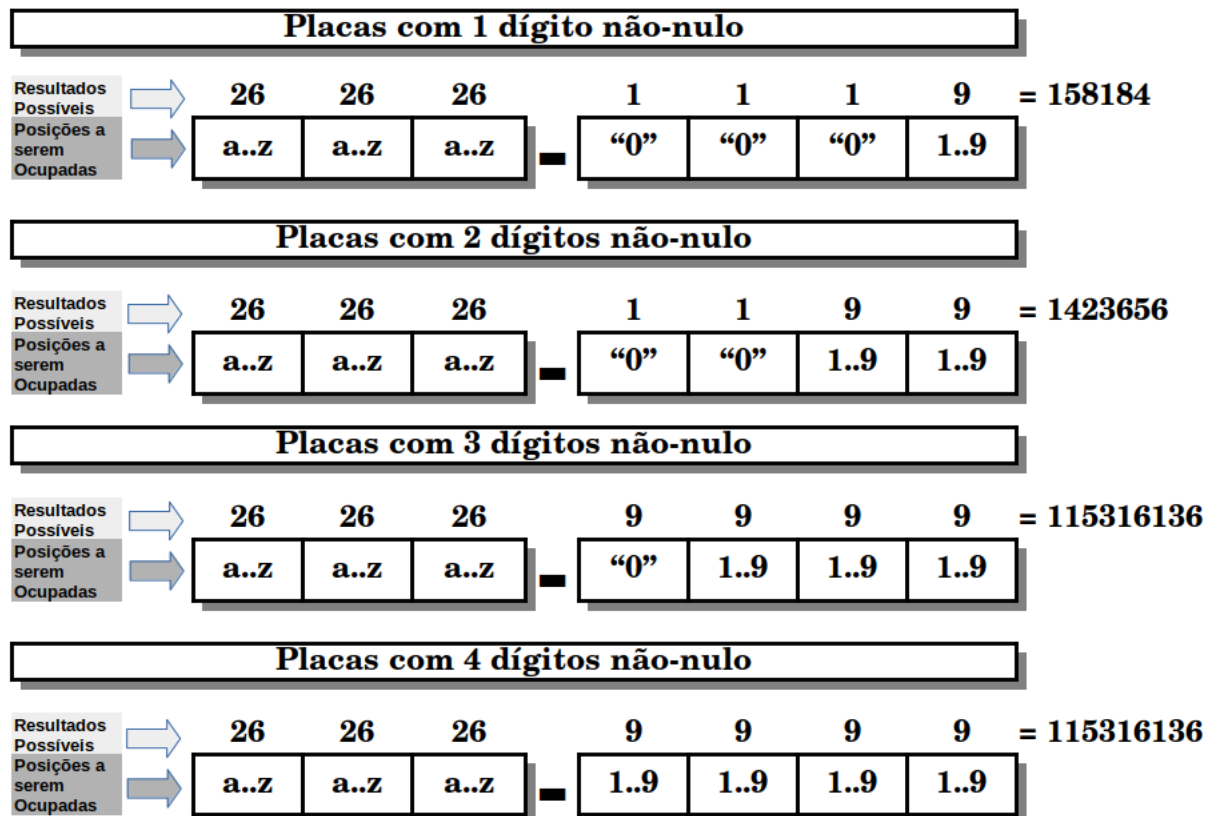 Placas com 1 dígito não-nulo
Resultados Possíveis 26 26 26 1 1 1 9 = 158184
Posições a serem Ocupadas a..z a..z a..z - “0” “0” “0” 1..9
Placas com 2 dígitos não-nulo
Resultados Possíveis 26 26 26 1 1 9 9 = 1423656
Posições a serem Ocupadas a..z a..z a..z - “0” “0” 1..9 1..9
Placas com 3 dígitos não-nulo
Resultados Possíveis 26 26 26 9 9 9 9 = 115316136
Posições a serem Ocupadas a..z a..z a..z - “0” 1..9 1..9 1..9
Placas com 4 dígitos não-nulo
Resultados Possíveis 26 26 26 9 9 9 9 = 115316136
Posições a serem Ocupadas a..z a..z a..z - 1..9 1..9 1..9 1..9